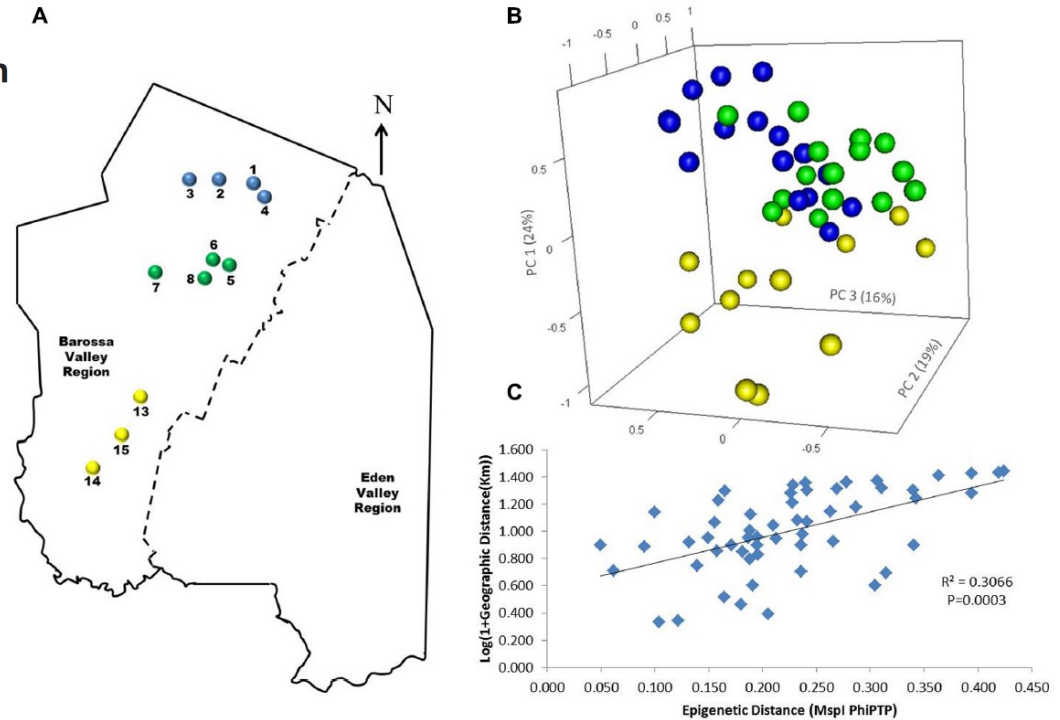 A
n
N
1
2
3
4
6
5
8
7
Barossa
Valley
Region
13
15
14
Eden
Valley
Region
B
-1
-0.5
0
0.5
1
0.5
0
-0.5
-1
PC 1 (24%)
PC 3 (16%)
PC 2 (19%)
0.5
0
-0.5
C
1.600
1.400
1.200
1.000
0.800
0.600
0.400
0.200
0.000
Log(1+Geographic Distance(Km))
R² = 0.3066
P=0.0003
0.000 0.050 0.100 0.150 0.200 0.250 0.300 0.350 0.400 0.450
Epigenetic Distance (MspI PhiPTP)